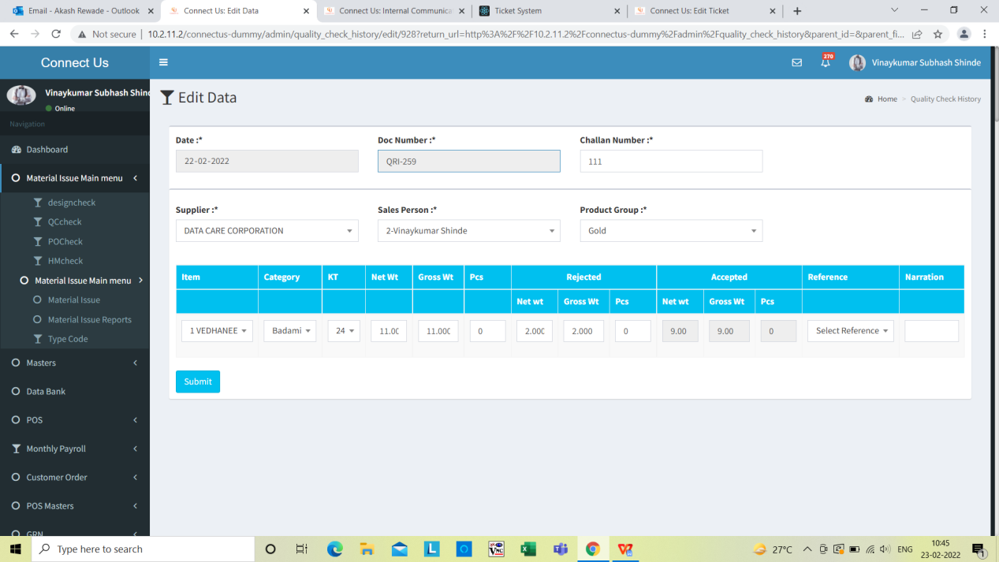 Email - Akash Rewade - Outlook
Connect Us: Edit Data
Connect Us: Internal Communica
Ticket System
Connect Us: Edit Ticket
Not secure | 10.2.11.2/connectus-dummy/admin/quality_check_history/edit/928?return_url=http%3A%2F%2F10.2.11.2%2Fconnectus-dummy%2Fadmin%2Fquality_check_history&parent_id=&parent_fi...
Connect Us
270
Vinaykumar Subhash Shinde
Vinaykumar Subhash Shind
Online
Navigation
Dashboard
Material Issue Main menu
designcheck
QCcheck
POCheck
HMcheck
Material Issue Main menu
Material Issue
Material Issue Reports
Type Code
Masters
Data Bank
POS
Monthly Payroll
Customer Order
POS Masters
GRN
Edit Data
Home > Quality Check History
Date :* Doc Number :* Challan Number :*
22-02-2022 QRI-259 111
Supplier :* Sales Person :* Product Group :*
DATA CARE CORPORATION 2-Vinaykumar Shinde Gold
Item Category KT Net Wt Gross Wt Pcs Rejected Accepted Reference Narration
Net wt Gross Wt Pcs Net wt Gross Wt Pcs
1 VEDHANEE Badami 24 11.00 11.000 0 2.000 2.000 0 9.00 9.00 0 Select Reference
Submit
Type here to search
27°C
ENG
10:45
23-02-2022
1